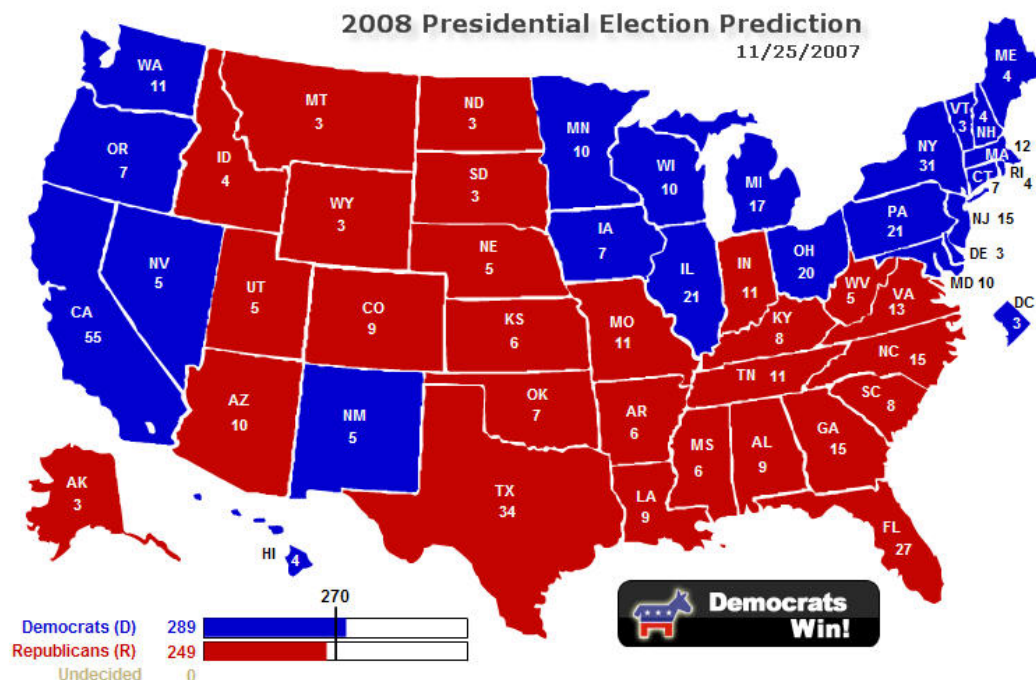 2008 Presidential Election Prediction
11/25/2007
WA
11
OR
7
CA
55
NV
5
ID
4
MT
3
WY
3
UT
5
CO
9
AZ
10
NM
5
ND
3
SD
3
NE
5
KS
6
OK
7
TX
34
MN
10
IA
7
MO
11
AR
6
LA
9
WI
10
IL
21
MI
17
IN
11
OH
20
KY
8
TN 11
MS
6
AL
9
GA
15
FL
27
SC
8
NC 15
VA
13
WV
5
PA
21
NY
31
VT
3
4
NH
ME
4
12
MA
RI
4
CT
7
NJ 15
DE 3
MD 10
DC
3
AK
3
HI 4
270
Democrats (D) 289
Republicans (R) 249
Undecided 0
Democrats
Win!